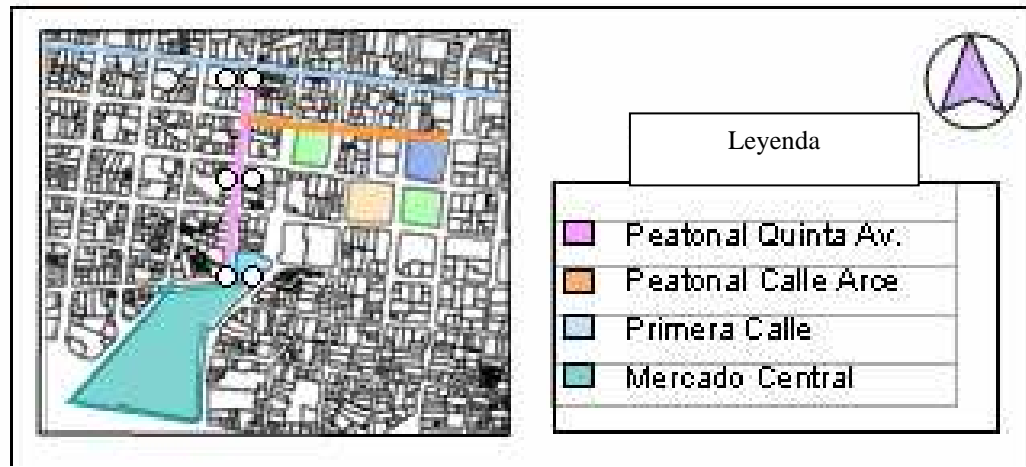 Leyenda
Peatonal Quinta Av.
Peatonal Calle Arce
Primera Calle
Mercado Central